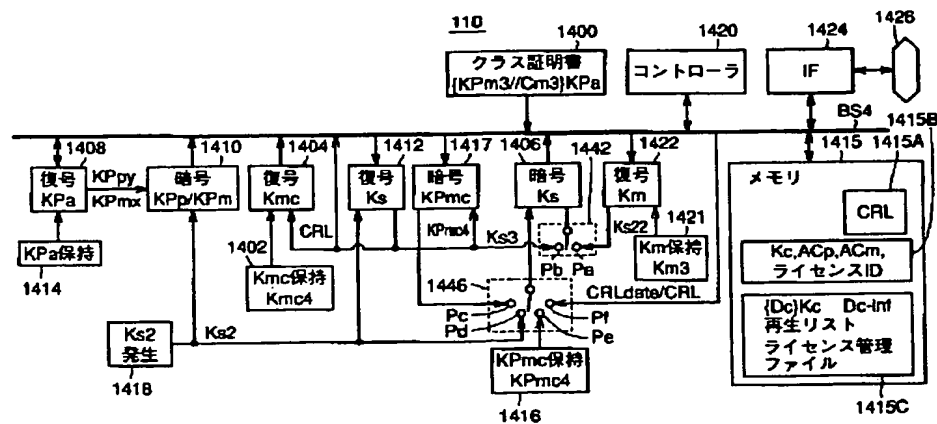 110
1400
クラス証明書
{KPm3//Cm3}KPa
1420
コントローラ
1424
IF
1426
BS4
1408
復号
KPa
KPpy
KPmx
1410
暗号
KPp/KPm
1404
復号
Kmc
1412
復号
Ks
1417
暗号
KPmc
1406
暗号
Ks
1442
1422
復号
Km
1415
1415A
1415B
メモリ
CRL
Kc,ACp,ACm,
ライセンスID
{Dc}Kc Dc-inf
再生リスト
ライセンス管理
ファイル
1415C
KPa保持
1414
1402
Kmc保持
Kmc4
CRL
KPmc4
Ks3
Pb
Pa
Ks22
1421
Km保持
Km3
1446
Pc
Pd
Pf
Pe
CRLdate/CRL
Ks2
発生
1418
Ks2
KPmc保持
KPmc4
1416